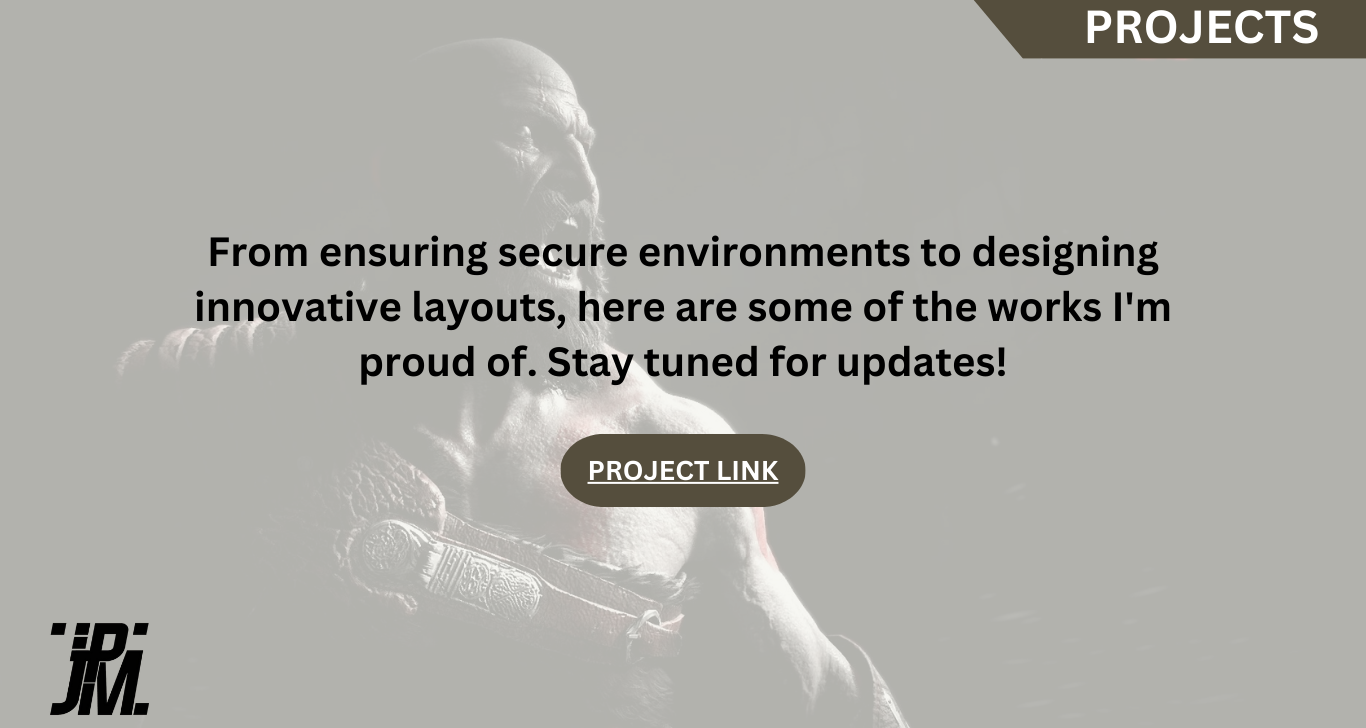 PROJECTS
From ensuring secure environments to designing
innovative layouts, here are some of the works I'm
proud of. Stay tuned for updates!
PROJECT LINK
JPM